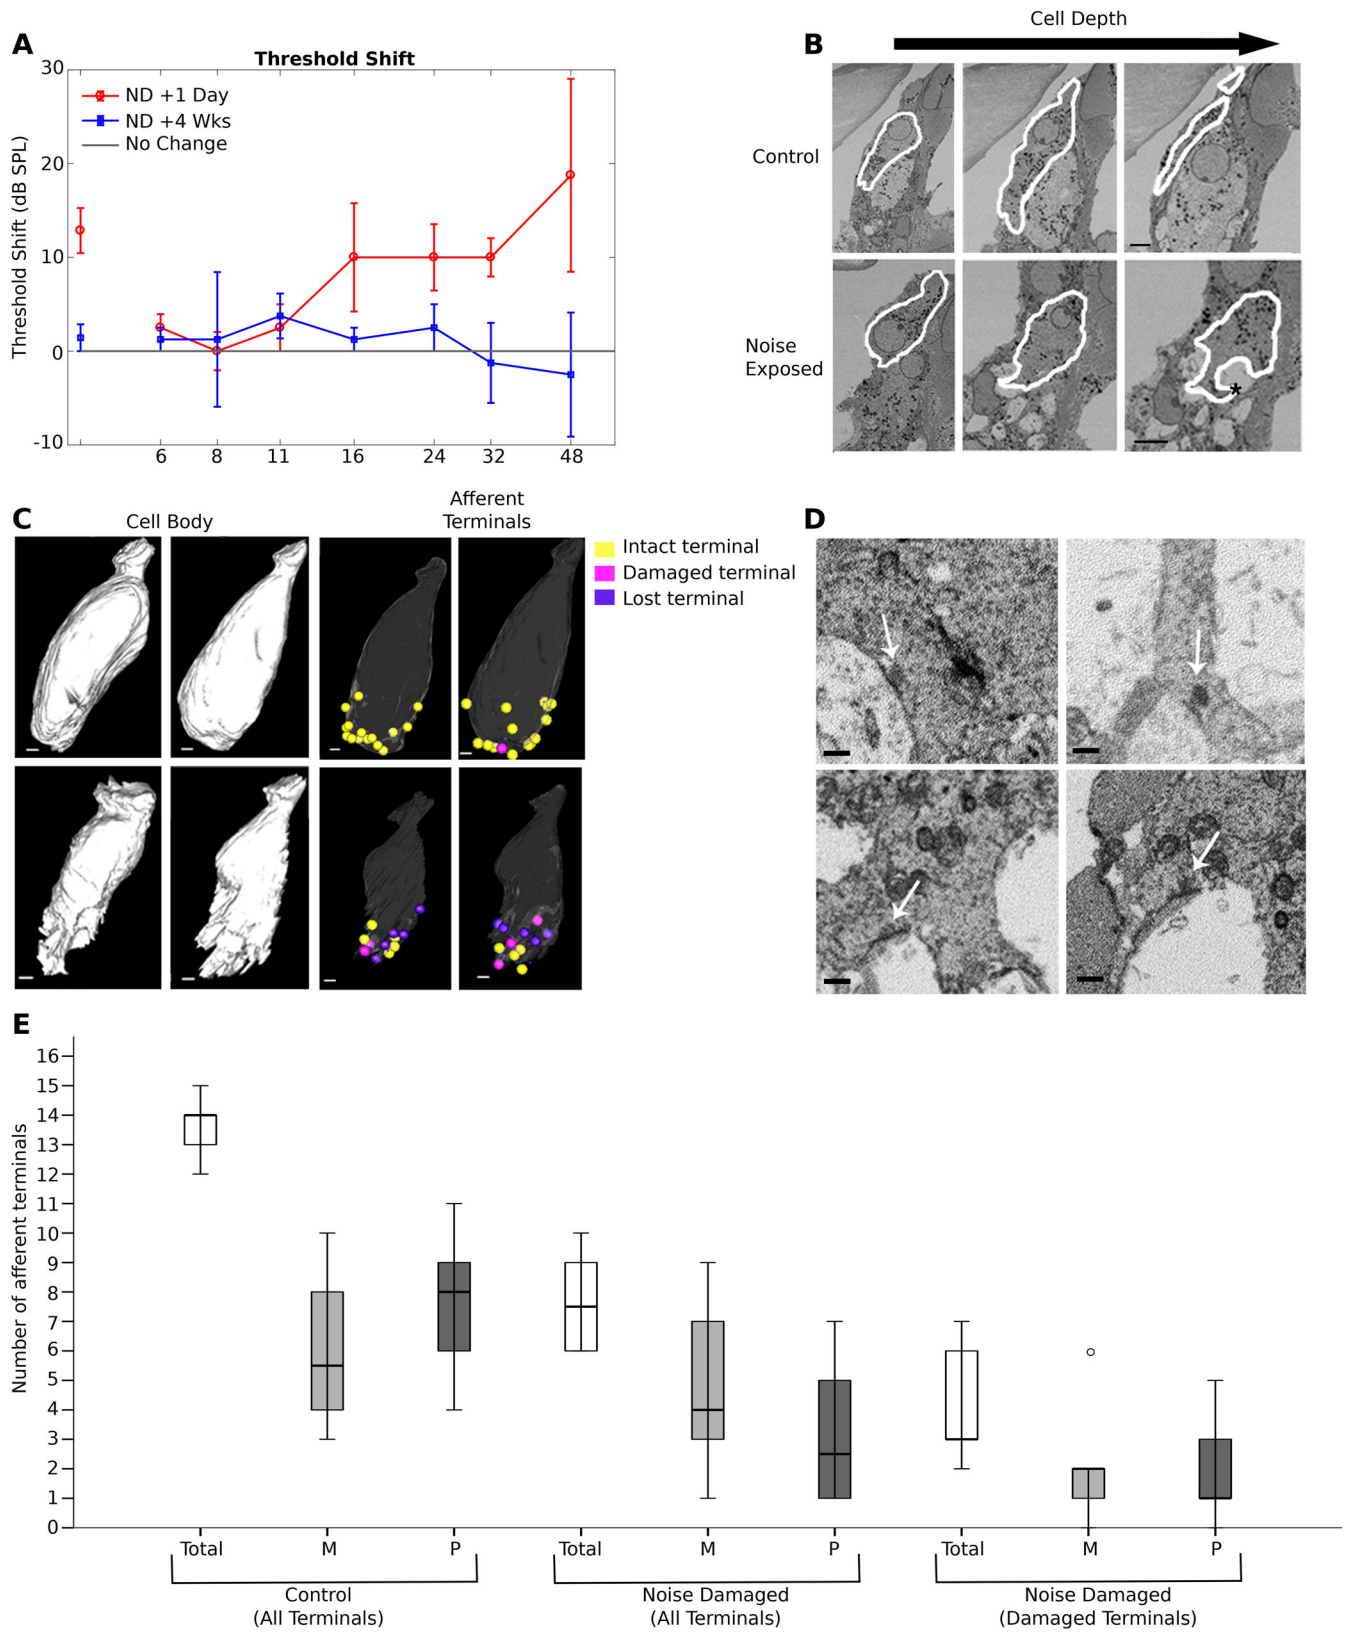 A
Threshold Shift
Threshold Shift (dB SPL)
30
20
10
0
-10
ND +1 Day
ND +4 Wks
No Change
6 8 11 16 24 32 48
B
Cell Depth
Control
Noise
Exposed
*
C
Cell Body
Afferent
Terminals
Intact terminal
Damaged terminal
Lost terminal
D
E
Number of afferent terminals
16
15
14
13
12
11
10
9
8
7
6
5
4
3
2
1
0
Total M P Total M P Total M P
Control
(All Terminals)
Noise Damaged
(All Terminals)
Noise Damaged
(Damaged Terminals)